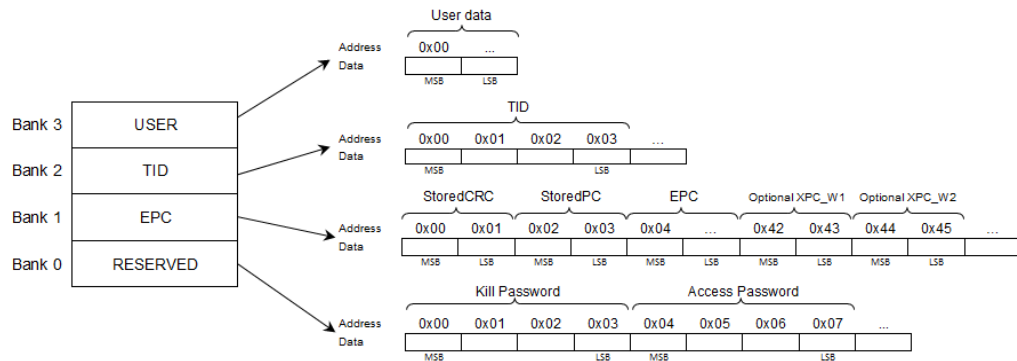 User data
Address 0x00 ...
Data
MSB LSB
Bank 3 USER
Bank 2 TID
Bank 1 EPC
Bank 0 RESERVED
TID
Address 0x00 0x01 0x02 0x03 ...
Data
MSB LSB
StoredCRC StoredPC EPC Optional XPC_W1 Optional XPC_W2
Address 0x00 0x01 0x02 0x03 0x04 ... 0x42 0x43 0x44 0x45 ...
Data
MSB LSB MSB LSB MSB LSB MSB LSB MSB LSB
Kill Password Access Password
Address 0x00 0x01 0x02 0x03 0x04 0x05 0x06 0x07 ...
Data
MSB LSB MSB LSB